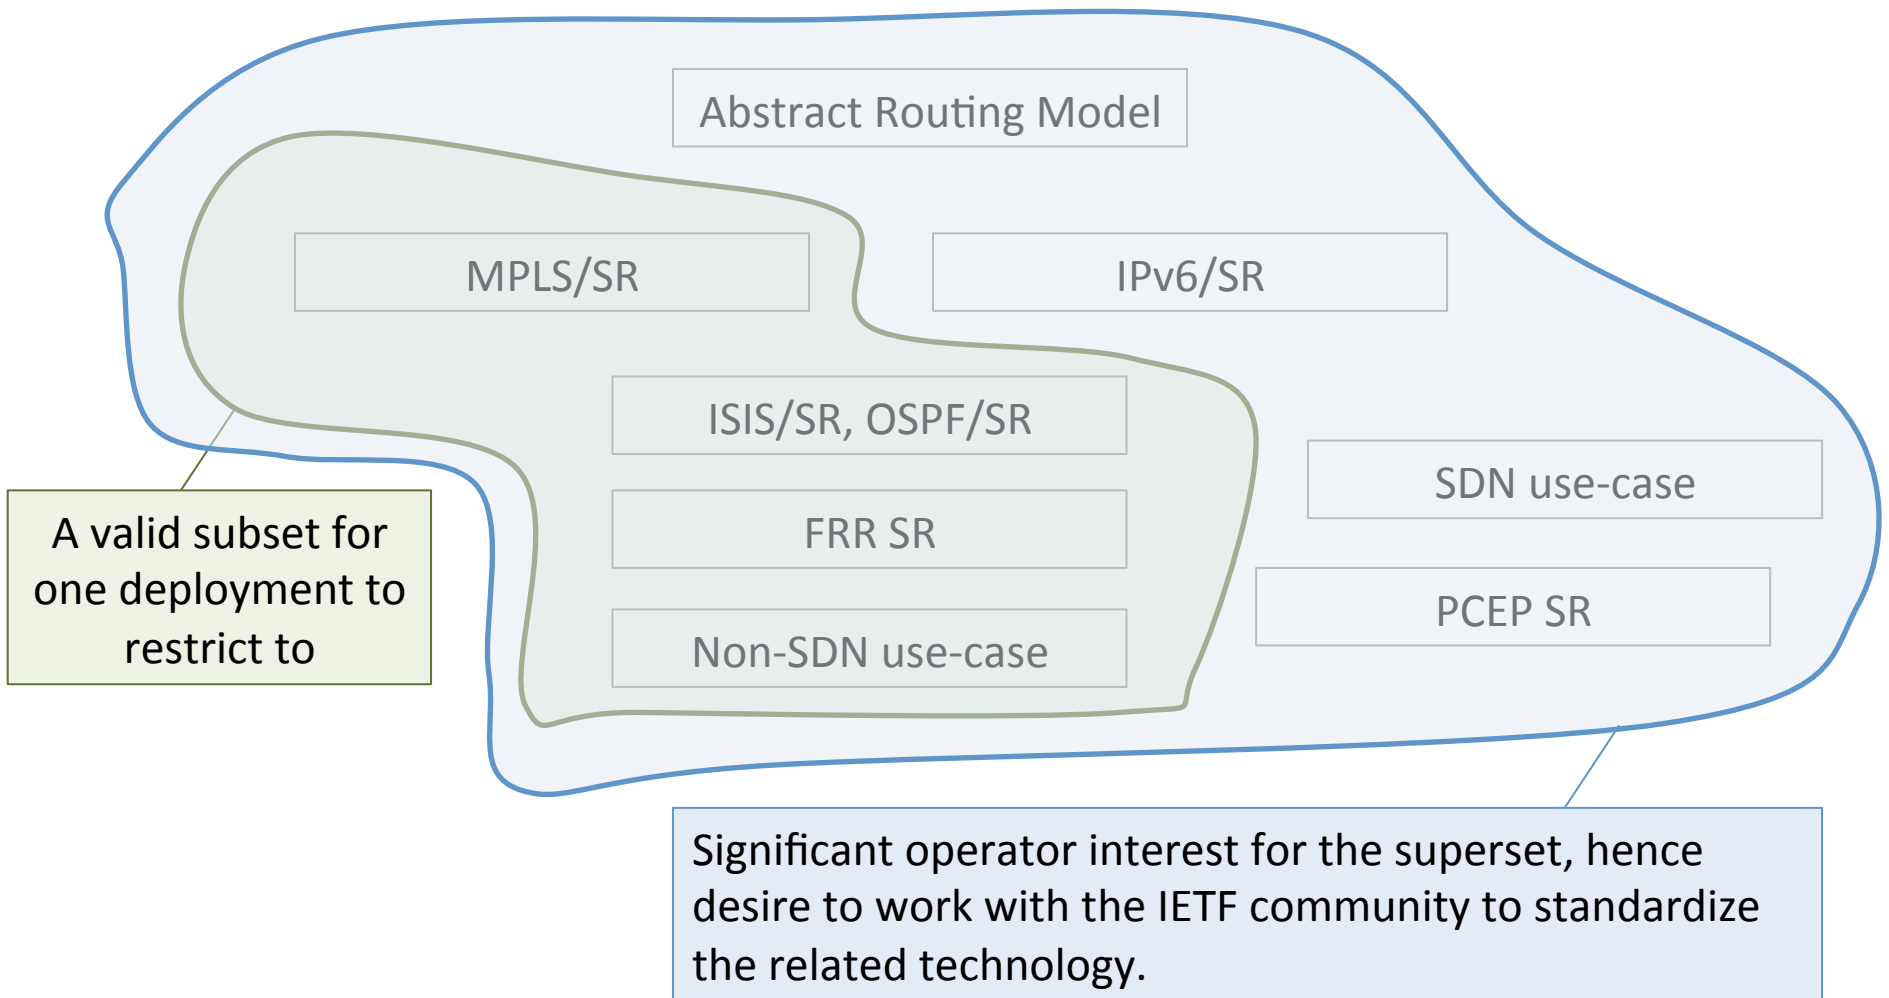 Abstract Routing Model
MPLS/SR
IPv6/SR
ISIS/SR, OSPF/SR
SDN use-case
FRR SR
A valid subset for
one deployment to
restrict to
PCEP SR
Non-SDN use-case
Significant operator interest for the superset, hence
desire to work with the IETF community to standardize
the related technology.